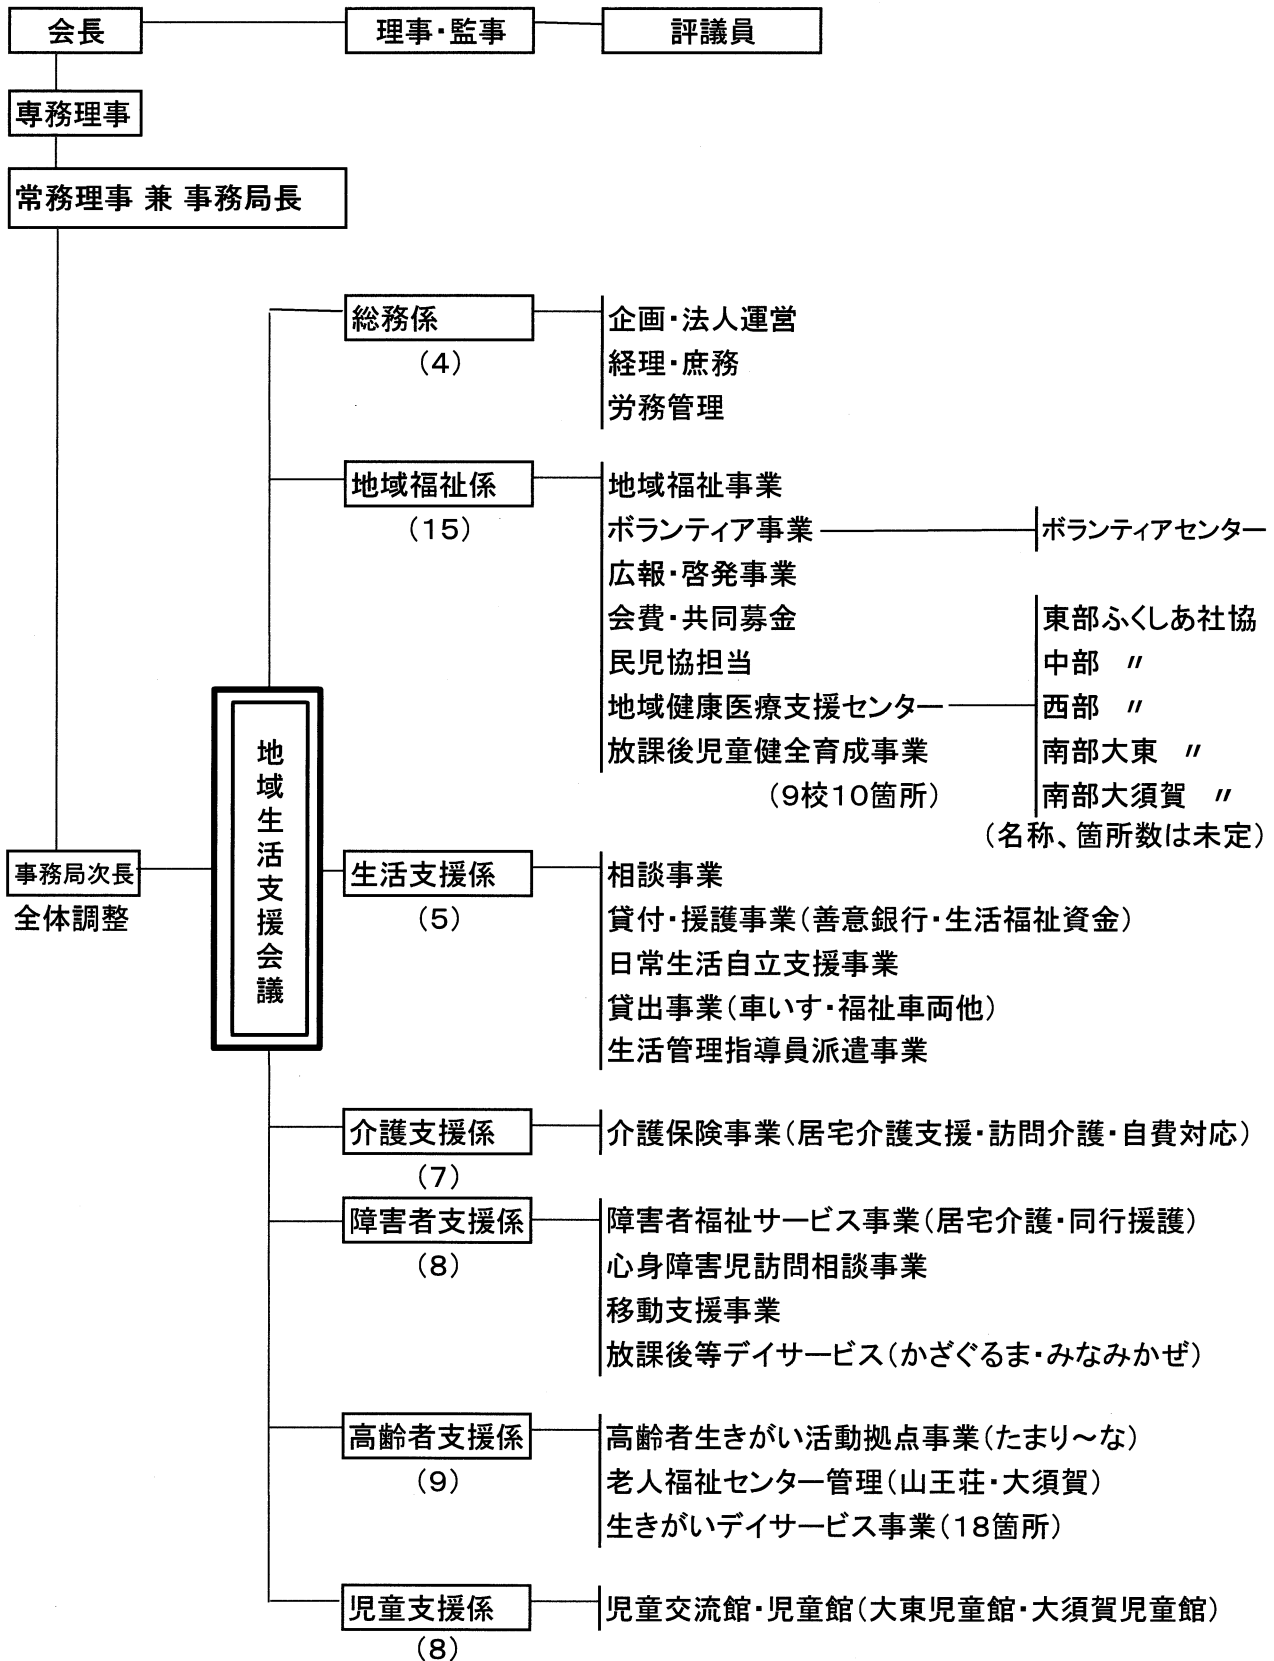 会長 理事・監事 評議員
専務理事
常務理事 兼 事務局長
総務係 企画・法人運営
(4) 経理・庶務
労務管理
地域福祉係 地域福祉事業
(15) ボランティア事業 ボランティアセンター
広報・啓発事業
会費・共同募金 東部ふくしあ社協
民児協担当 中部 〃
地域健康医療支援センター 西部 〃
放課後児童健全育成事業 南部大東 〃
(9校10箇所) 南部大須賀 〃
(名称、箇所数は未定)
地域生活支援会議
事務局次長 生活支援係 相談事業
全体調整 (5) 貸付・援護事業(善意銀行・生活福祉資金)
日常生活自立支援事業
貸出事業(車いす・福祉車両他)
生活管理指導員派遣事業
介護支援係 介護保険事業(居宅介護支援・訪問介護・自費対応)
(7)
障害者支援係 障害者福祉サービス事業(居宅介護・同行援護)
(8) 心身障害児訪問相談事業
移動支援事業
放課後等デイサービス(かざぐるま・みなみかぜ)
高齢者支援係 高齢者生きがい活動拠点事業(たまり～な)
(9) 老人福祉センター管理(山王荘・大須賀)
生きがいデイサービス事業(18箇所)
児童支援係 児童交流館・児童館(大東児童館・大須賀児童館)
(8)